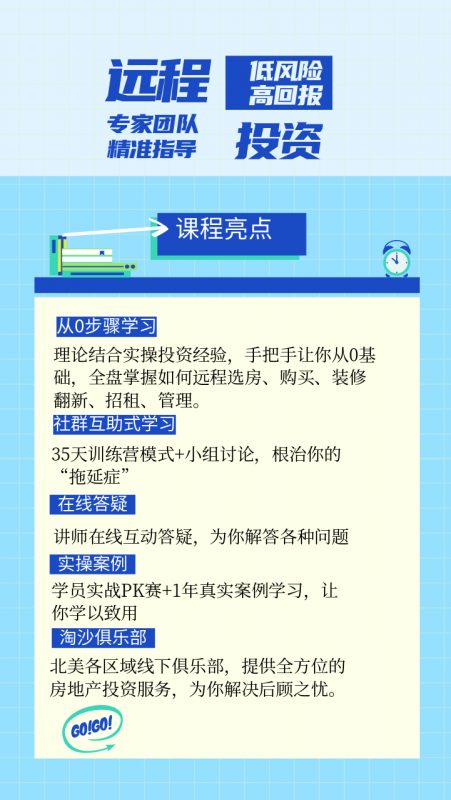 远程
低风险
高回报
专家团队
精准指导
投资
课程亮点
从0步骤学习
理论结合实操投资经验，手把手让你从0基
础，全盘掌握如何远程选房、购买、装修
翻新、招租、管理。
社群互助式学习
35天训练营模式+小组讨论，根治你的
“拖延症”
在线答疑
讲师在线互动答疑，为你解答各种问题
实操案例
学员实战PK赛+1年真实案例学习，让
你学以致用
淘沙俱乐部
北美各区域线下俱乐部，提供全方位的
房地产投资服务，为你解决后顾之忧。
GO!GO!